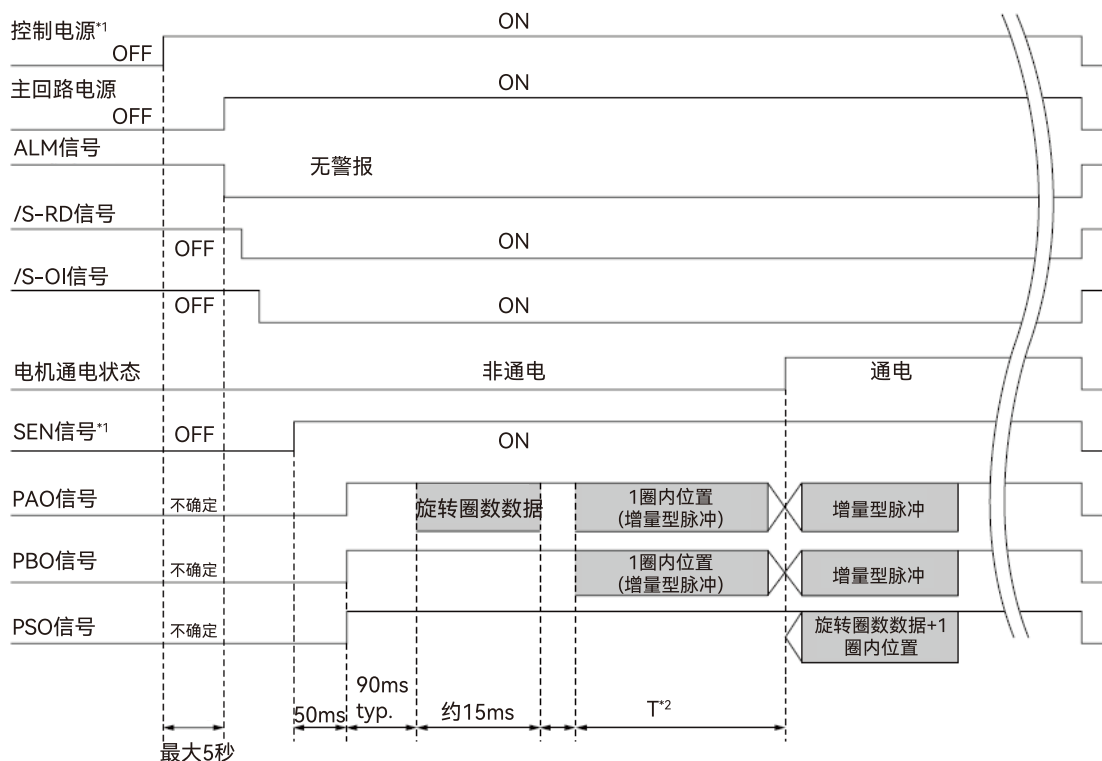 控制电源*1
ON
OFF
主回路电源
ON
OFF
ALM信号
无警报
/S-RD信号
OFF
ON
/S-OI信号
OFF
ON
电机通电状态
非通电
通电
SEN信号*1
OFF
ON
PAO信号
不确定
旋转圈数数据
1圈内位置
(增量型脉冲)
增量型脉冲
PBO信号
不确定
1圈内位置
(增量型脉冲)
增量型脉冲
PSO信号
不确定
旋转圈数数据+1
圈内位置
50ms
90ms
typ.
约15ms
T*2
最大5秒